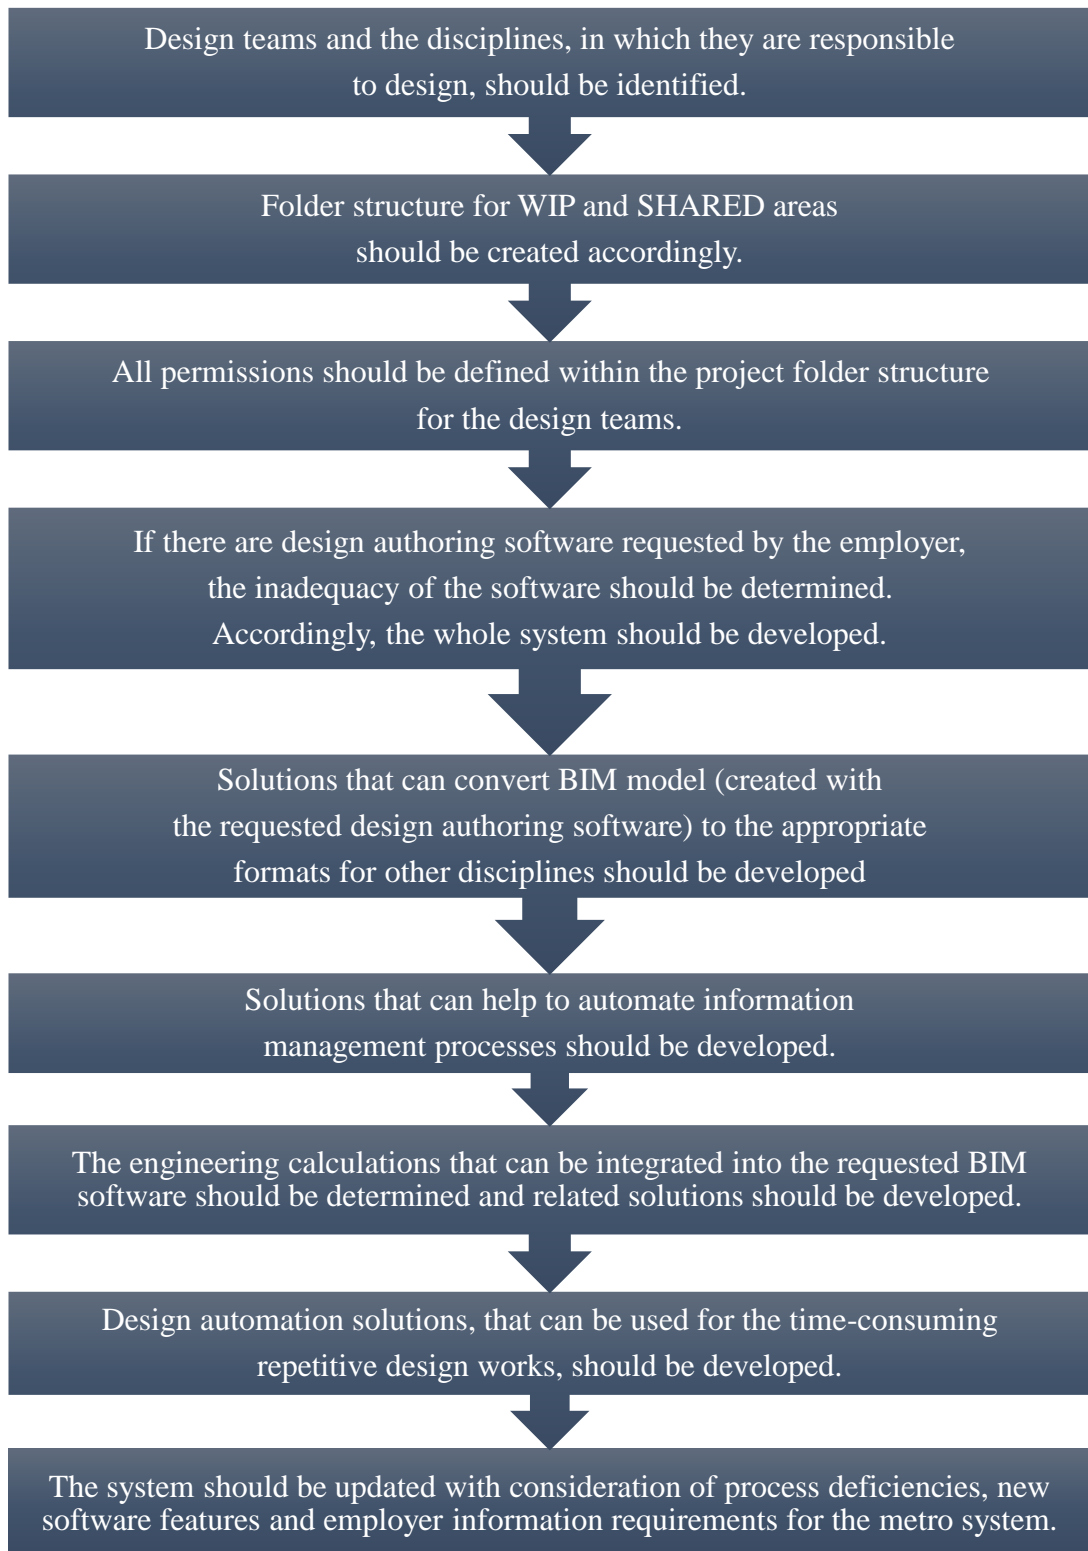 Design teams and the disciplines, in which they are responsible
to design, should be identified.
Folder structure for WIP and SHARED areas
should be created accordingly.
All permissions should be defined within the project folder structure
for the design teams.
If there are design authoring software requested by the employer,
the inadequacy of the software should be determined.
Accordingly, the whole system should be developed.
Solutions that can convert BIM model (created with
the requested design authoring software) to the appropriate
formats for other disciplines should be developed
Solutions that can help to automate information
management processes should be developed.
The engineering calculations that can be integrated into the requested BIM
software should be determined and related solutions should be developed.
Design automation solutions, that can be used for the time-consuming
repetitive design works, should be developed.
The system should be updated with consideration of process deficiencies, new
software features and employer information requirements for the metro system.